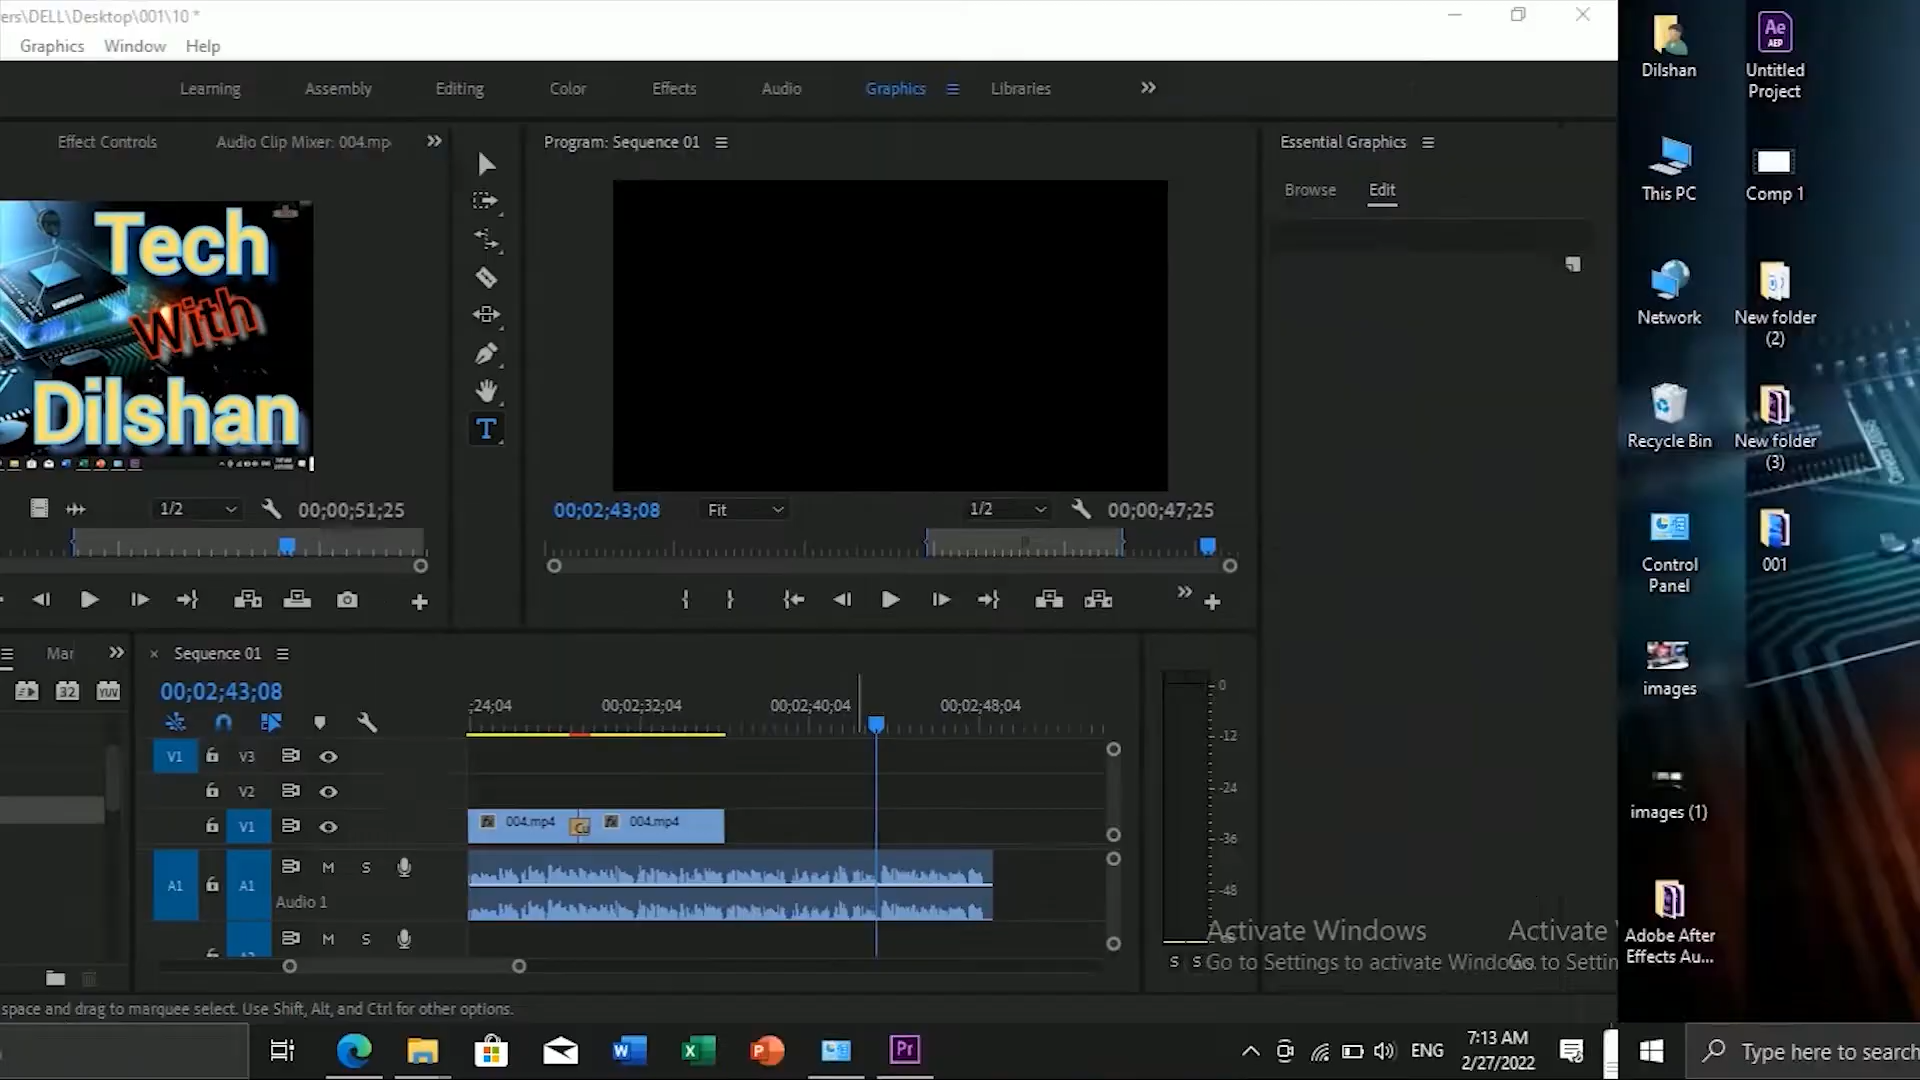 ers\DELL\Desktop\001\10 *
Graphics Window Help
Learning Assembly Editing Color Effects Audio Graphics Libraries
Effect Controls Audio Clip Mixer: 004.mp
Program: Sequence 01
Essential Graphics
Browse Edit
Tech
With
Dilshan
1/2 00;00;51;25
00;02;43;08 Fit 1/2 00;00;47;25
Mar
Sequence 01
32 YUV
00;02;43;08
;24;04 00;02;32;04 00;02;40;04 00;02;48;04
V1 V3
V2
V1 004.mp4 Cu 004.mp4
A1 A1 M S
Audio 1
M S
0
-12
-24
-36
-48
dB
S S
Activate Windows
Go to Settings to activate Windows.
Activate
Go to Settin
space and drag to marquee select. Use Shift, Alt, and Ctrl for other options.
Dilshan
Ae
AEP
Untitled
Project
This PC
Comp 1
Network
New folder
(2)
Recycle Bin
New folder
(3)
Control
Panel
001
images
images (1)
Adobe After
Effects Au...
W X P Pr
ENG
7:13 AM
2/27/2022
Type here to search